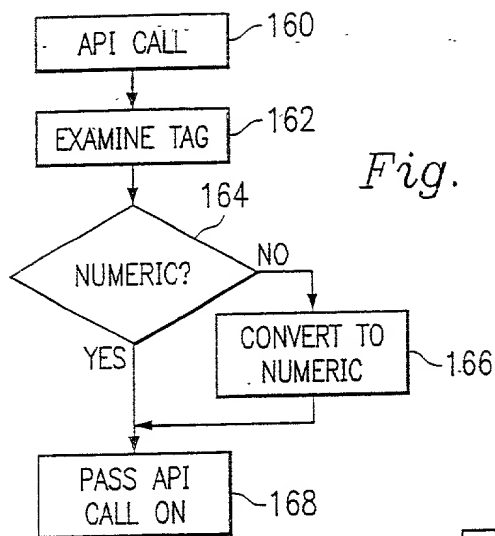 API CALL
160
EXAMINE TAG
162
Fig.
164
NUMERIC?
NO
YES
CONVERT TO
NUMERIC
166
PASS API
CALL ON
168